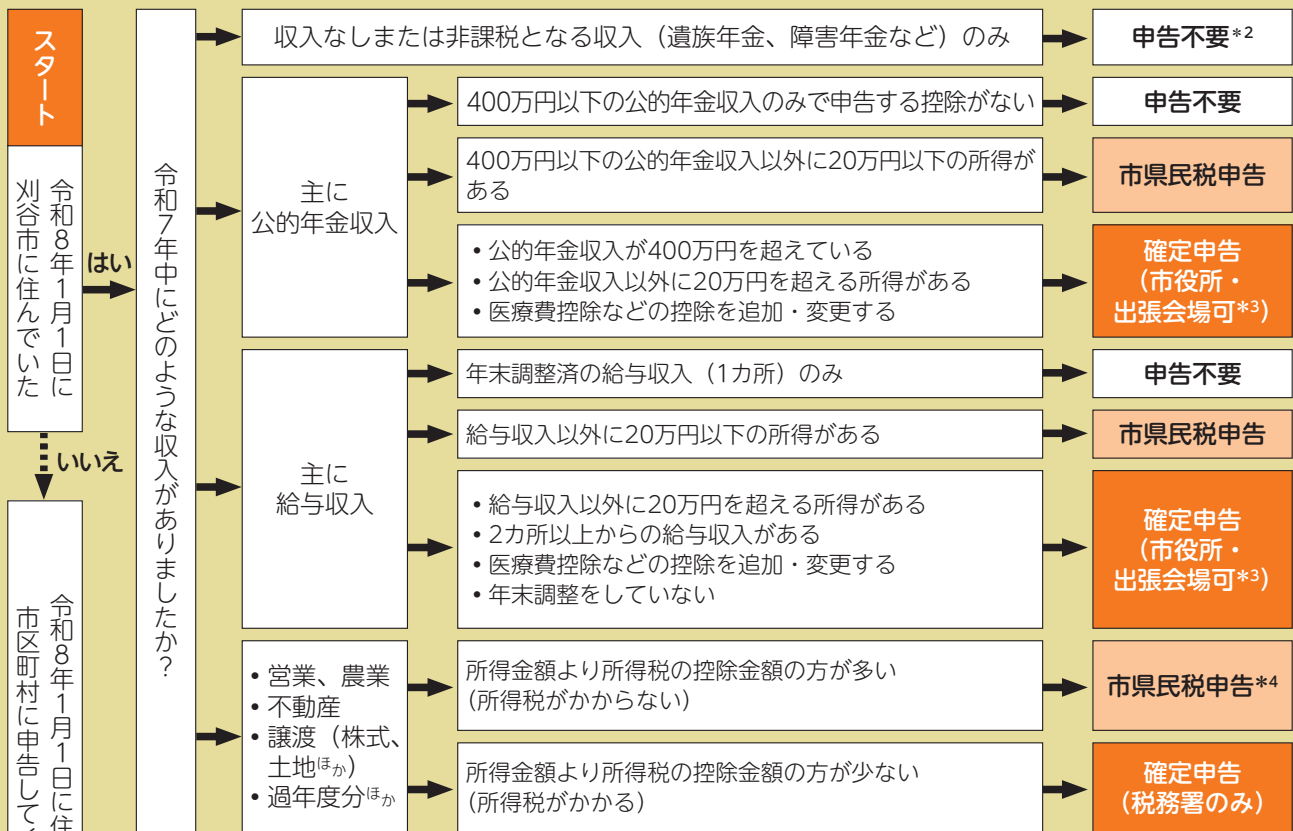 スタート
令和8年1月1日に
刈谷市に住んでいた
はい
いいえ
令和8年1月1日に住
市区町村に申告して
令和7年中にどのような収入がありましたか?
収入なしまたは非課税となる収入(遺族年金、障害年金など)のみ
申告不要*2
主に
公的年金収入
400万円以下の公的年金収入のみで申告する控除がない
申告不要
400万円以下の公的年金収入以外に20万円以下の所得が
ある
市県民税申告
• 公的年金収入が400万円を超えている
• 公的年金収入以外に20万円を超える所得がある
• 医療費控除などの控除を追加・変更する
確定申告
(市役所・
出張会場可*3)
主に
給与収入
年末調整済の給与収入(1カ所)のみ
申告不要
給与収入以外に20万円以下の所得がある
市県民税申告
• 給与収入以外に20万円を超える所得がある
• 2カ所以上からの給与収入がある
• 医療費控除などの控除を追加・変更する
• 年末調整をしていない
確定申告
(市役所・
出張会場可*3)
• 営業、農業
• 不動産
• 譲渡(株式、
土地ほか)
• 過年度分ほか
所得金額より所得税の控除金額の方が多い
(所得税がかからない)
市県民税申告*4
所得金額より所得税の控除金額の方が少ない
(所得税がかかる)
確定申告
(税務署のみ)